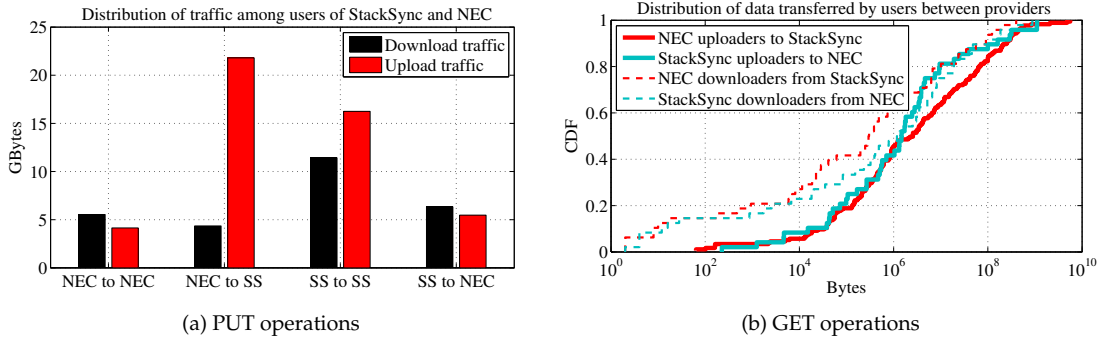 Distribution of traffic among users of StackSync and NEC
25
20
15
10
5
0
GBytes
Download traffic
Upload traffic
NEC to NEC
NEC to SS
SS to SS
SS to NEC
(a) PUT operations
Distribution of data transferred by users between providers
1
0.8
0.6
0.4
0.2
0
CDF
NEC uploaders to StackSync
StackSync uploaders to NEC
NEC downloaders from StackSync
StackSync downloaders from NEC
10^0
10^2
10^4
10^6
10^8
10^10
Bytes
(b) GET operations